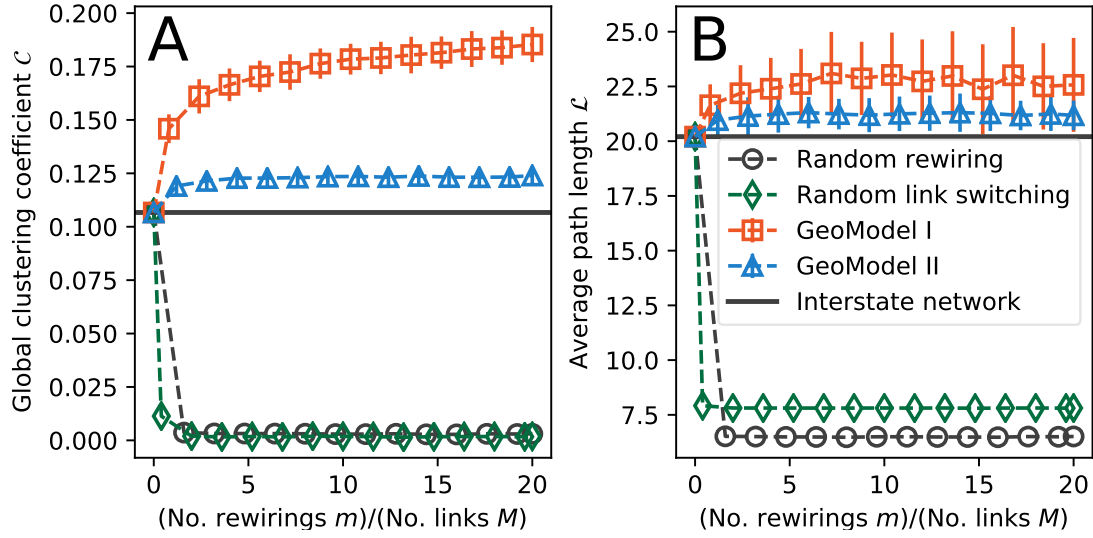 A
Global clustering coefficient C
0.200
0.175
0.150
0.125
0.100
0.075
0.050
0.025
0.000
0 5 10 15 20
(No. rewirings m)/(No. links M)
B
Average path length L
25.0
22.5
20.0
17.5
15.0
12.5
10.0
7.5
Random rewiring
Random link switching
GeoModel I
GeoModel II
Interstate network
0 5 10 15 20
(No. rewirings m)/(No. links M)